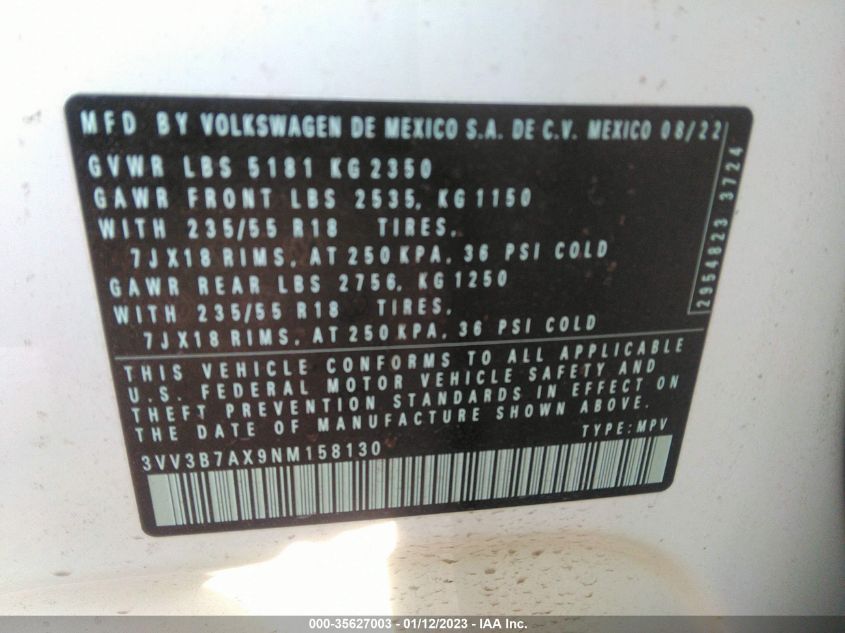 MFD BY VOLKSWAGEN DE MEXICO S.A. DE C.V. MEXICO 08/22
GVWR LBS 5181 KG 2350
GAWR FRONT LBS 2535, KG 1150
WITH 235/55 R18 TIRES,
7JX18 RIMS, AT 250 KPA, 36 PSI COLD
GAWR REAR LBS 2756, KG 1250
WITH 235/55 R18 TIRES,
7JX18 RIMS, AT 250 KPA, 36 PSI COLD
2954823 3724
THIS VEHICLE CONFORMS TO ALL APPLICABLE
U.S. FEDERAL MOTOR VEHICLE SAFETY AND
THEFT PREVENTION STANDARDS IN EFFECT ON
THE DATE OF MANUFACTURE SHOWN ABOVE.
TYPE: MPV
3VV3B7AX9NM158130
000-35627003 - 01/12/2023 - IAA Inc.